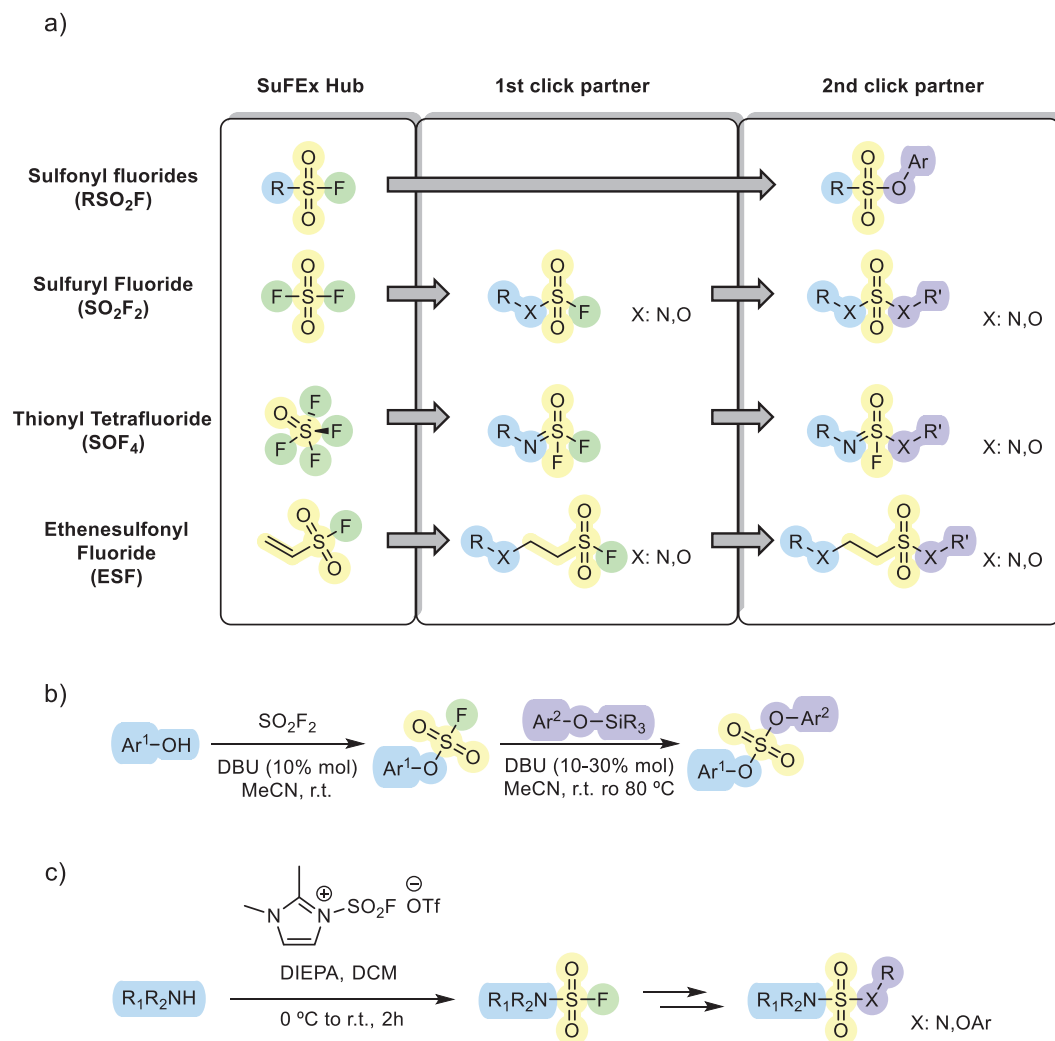 a)
SuFEx Hub
1st click partner
2nd click partner
Sulfonyl fluorides
(RSO2F)
R
S
O
O
F
R
S
O
O
O
Ar
Sulfuryl Fluoride
(SO2F2)
F
S
O
O
F
R
X
S
O
O
F
X: N,O
R
X
S
O
O
X
R'
X: N,O
Thionyl Tetrafluoride
(SOF4)
O
S
F
F
F
F
R
N
S
O
F
F
R
N
S
O
F
X
R'
X: N,O
Ethenesulfonyl
Fluoride
(ESF)
O
S
F
O
R
X
S
O
O
F
X: N,O
R
X
S
O
O
X
R'
X: N,O
b)
Ar1–OH
SO2F2
DBU (10% mol)
MeCN, r.t.
F
O
S
O
Ar1–O
Ar2–O–SiR3
DBU (10-30% mol)
MeCN, r.t. ro 80 ºC
O–Ar2
O
S
O
Ar1–O
c)
N
N
+
SO2F
−
OTf
DIEPA, DCM
R1R2NH
0 ºC to r.t., 2h
O
R1R2N–S–F
O
O
R
R1R2N–S–X
O
X: N,OAr